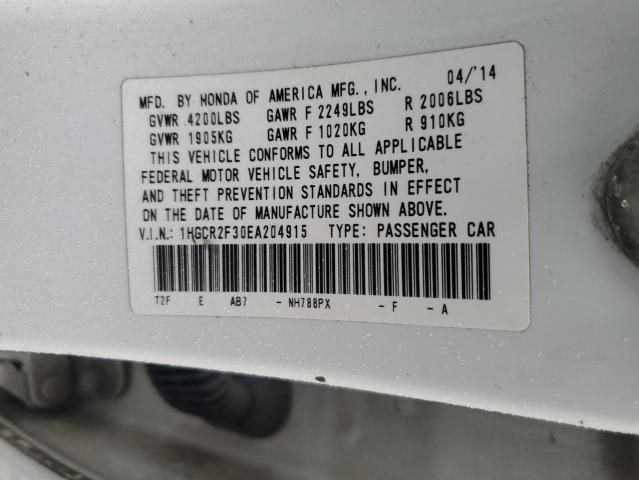 MFD. BY HONDA OF AMERICA MFG., INC. 04/'14
GVWR 4200LBS GAWR F 2249LBS R 2006LBS
GVWR 1905KG GAWR F 1020KG R 910KG
THIS VEHICLE CONFORMS TO ALL APPLICABLE
FEDERAL MOTOR VEHICLE SAFETY, BUMPER,
AND THEFT PREVENTION STANDARDS IN EFFECT
ON THE DATE OF MANUFACTURE SHOWN ABOVE.
V.I.N.: 1HGCR2F30EA204915 TYPE: PASSENGER CAR
T2F E AB7 - NH788PX - F - A